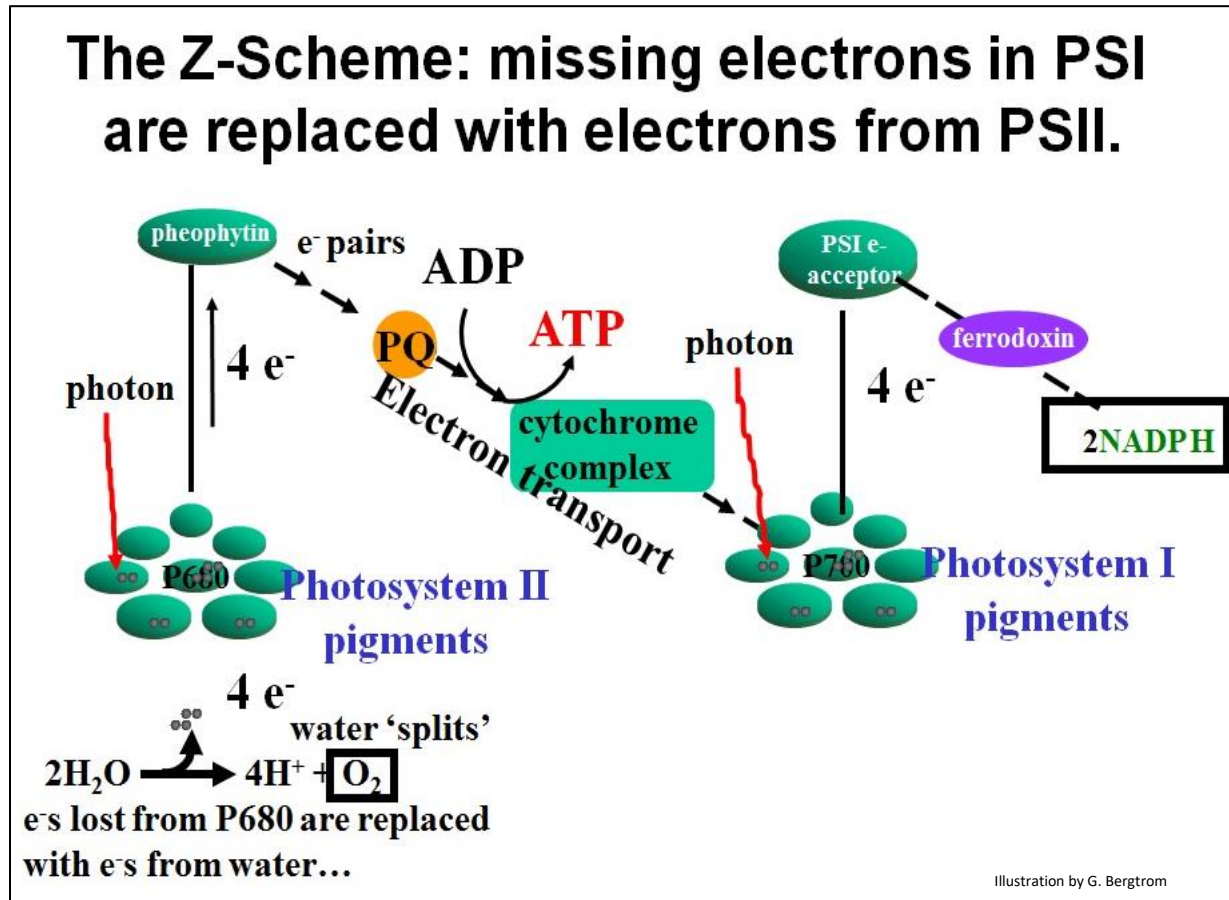 The Z-Scheme: missing electrons in PSI
are replaced with electrons from PSII.
pheophytin
e- pairs
ADP
ATP
PQ
4 e-
photon
Electron transport
cytochrome
complex
photon
PSI e-
acceptor
ferrodoxin
4 e-
2NADPH
P680
Photosystem II
pigments
P700
Photosystem I
pigments
4 e-
water ‘splits’
2H₂O 4H⁺ + O₂
e-s lost from P680 are replaced
with e-s from water…
Illustration by G. Bergtrom